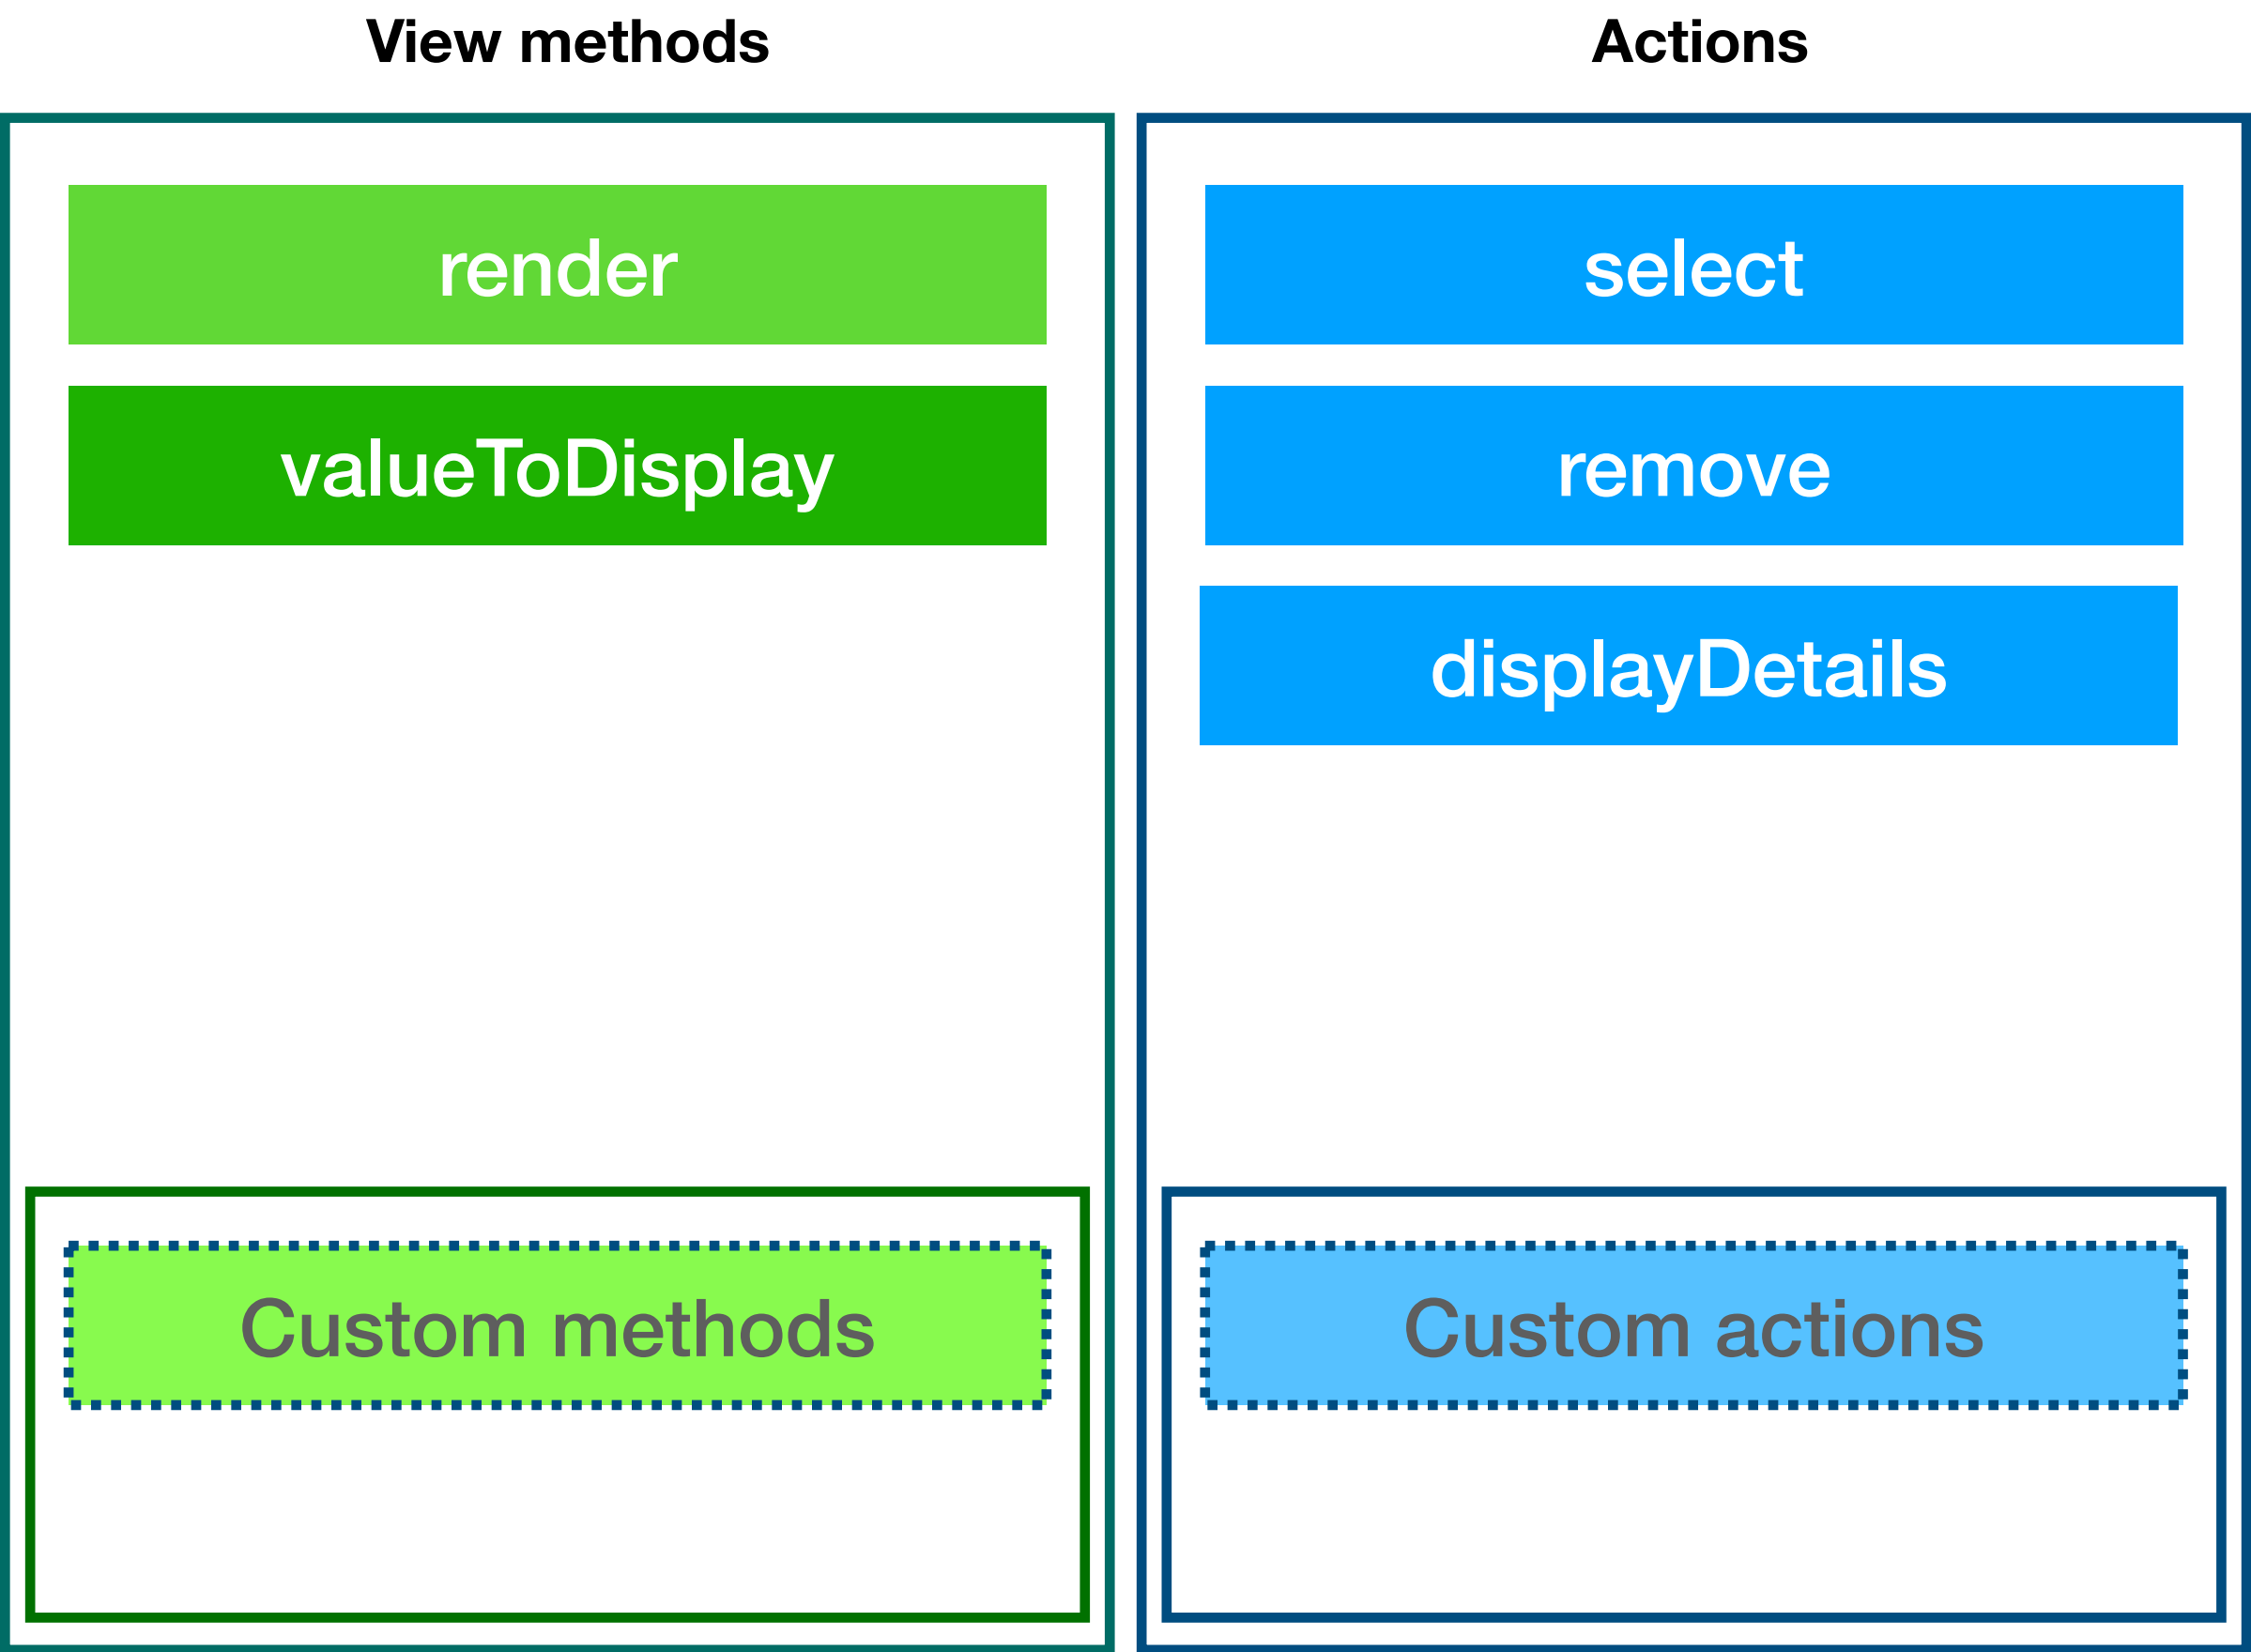 View methods
Actions
render
select
valueToDisplay
remove
displayDetails
Custom methods
Custom actions